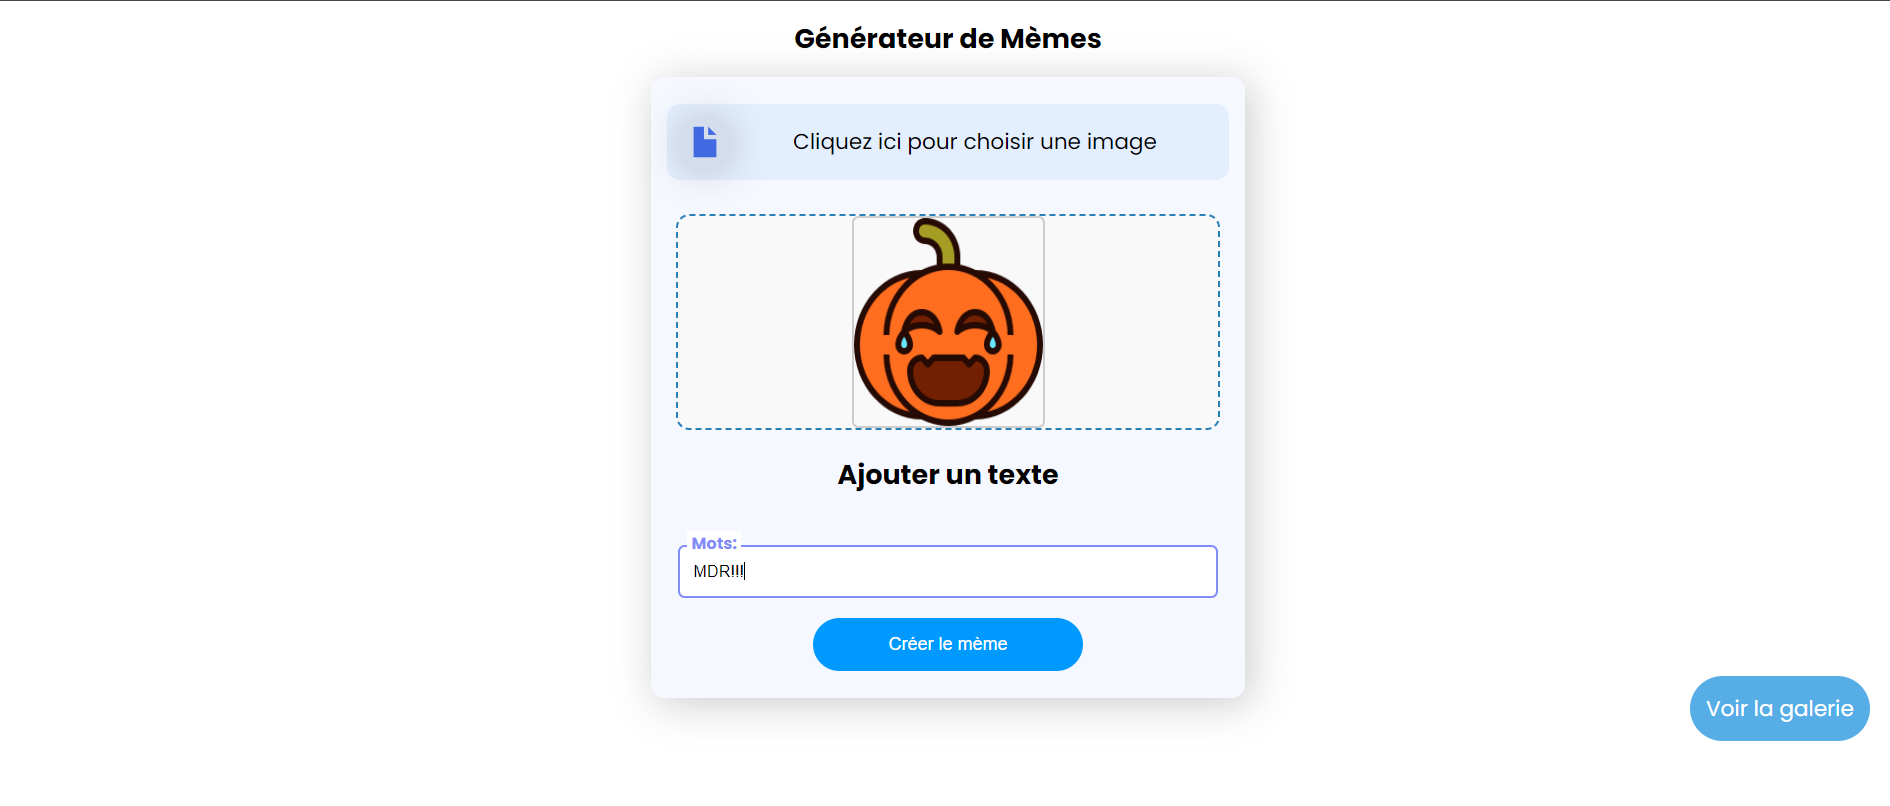 Générateur de Mèmes
Cliquez ici pour choisir une image
Ajouter un texte
Mots:
MDR!!!
Créer le mème
Voir la galerie